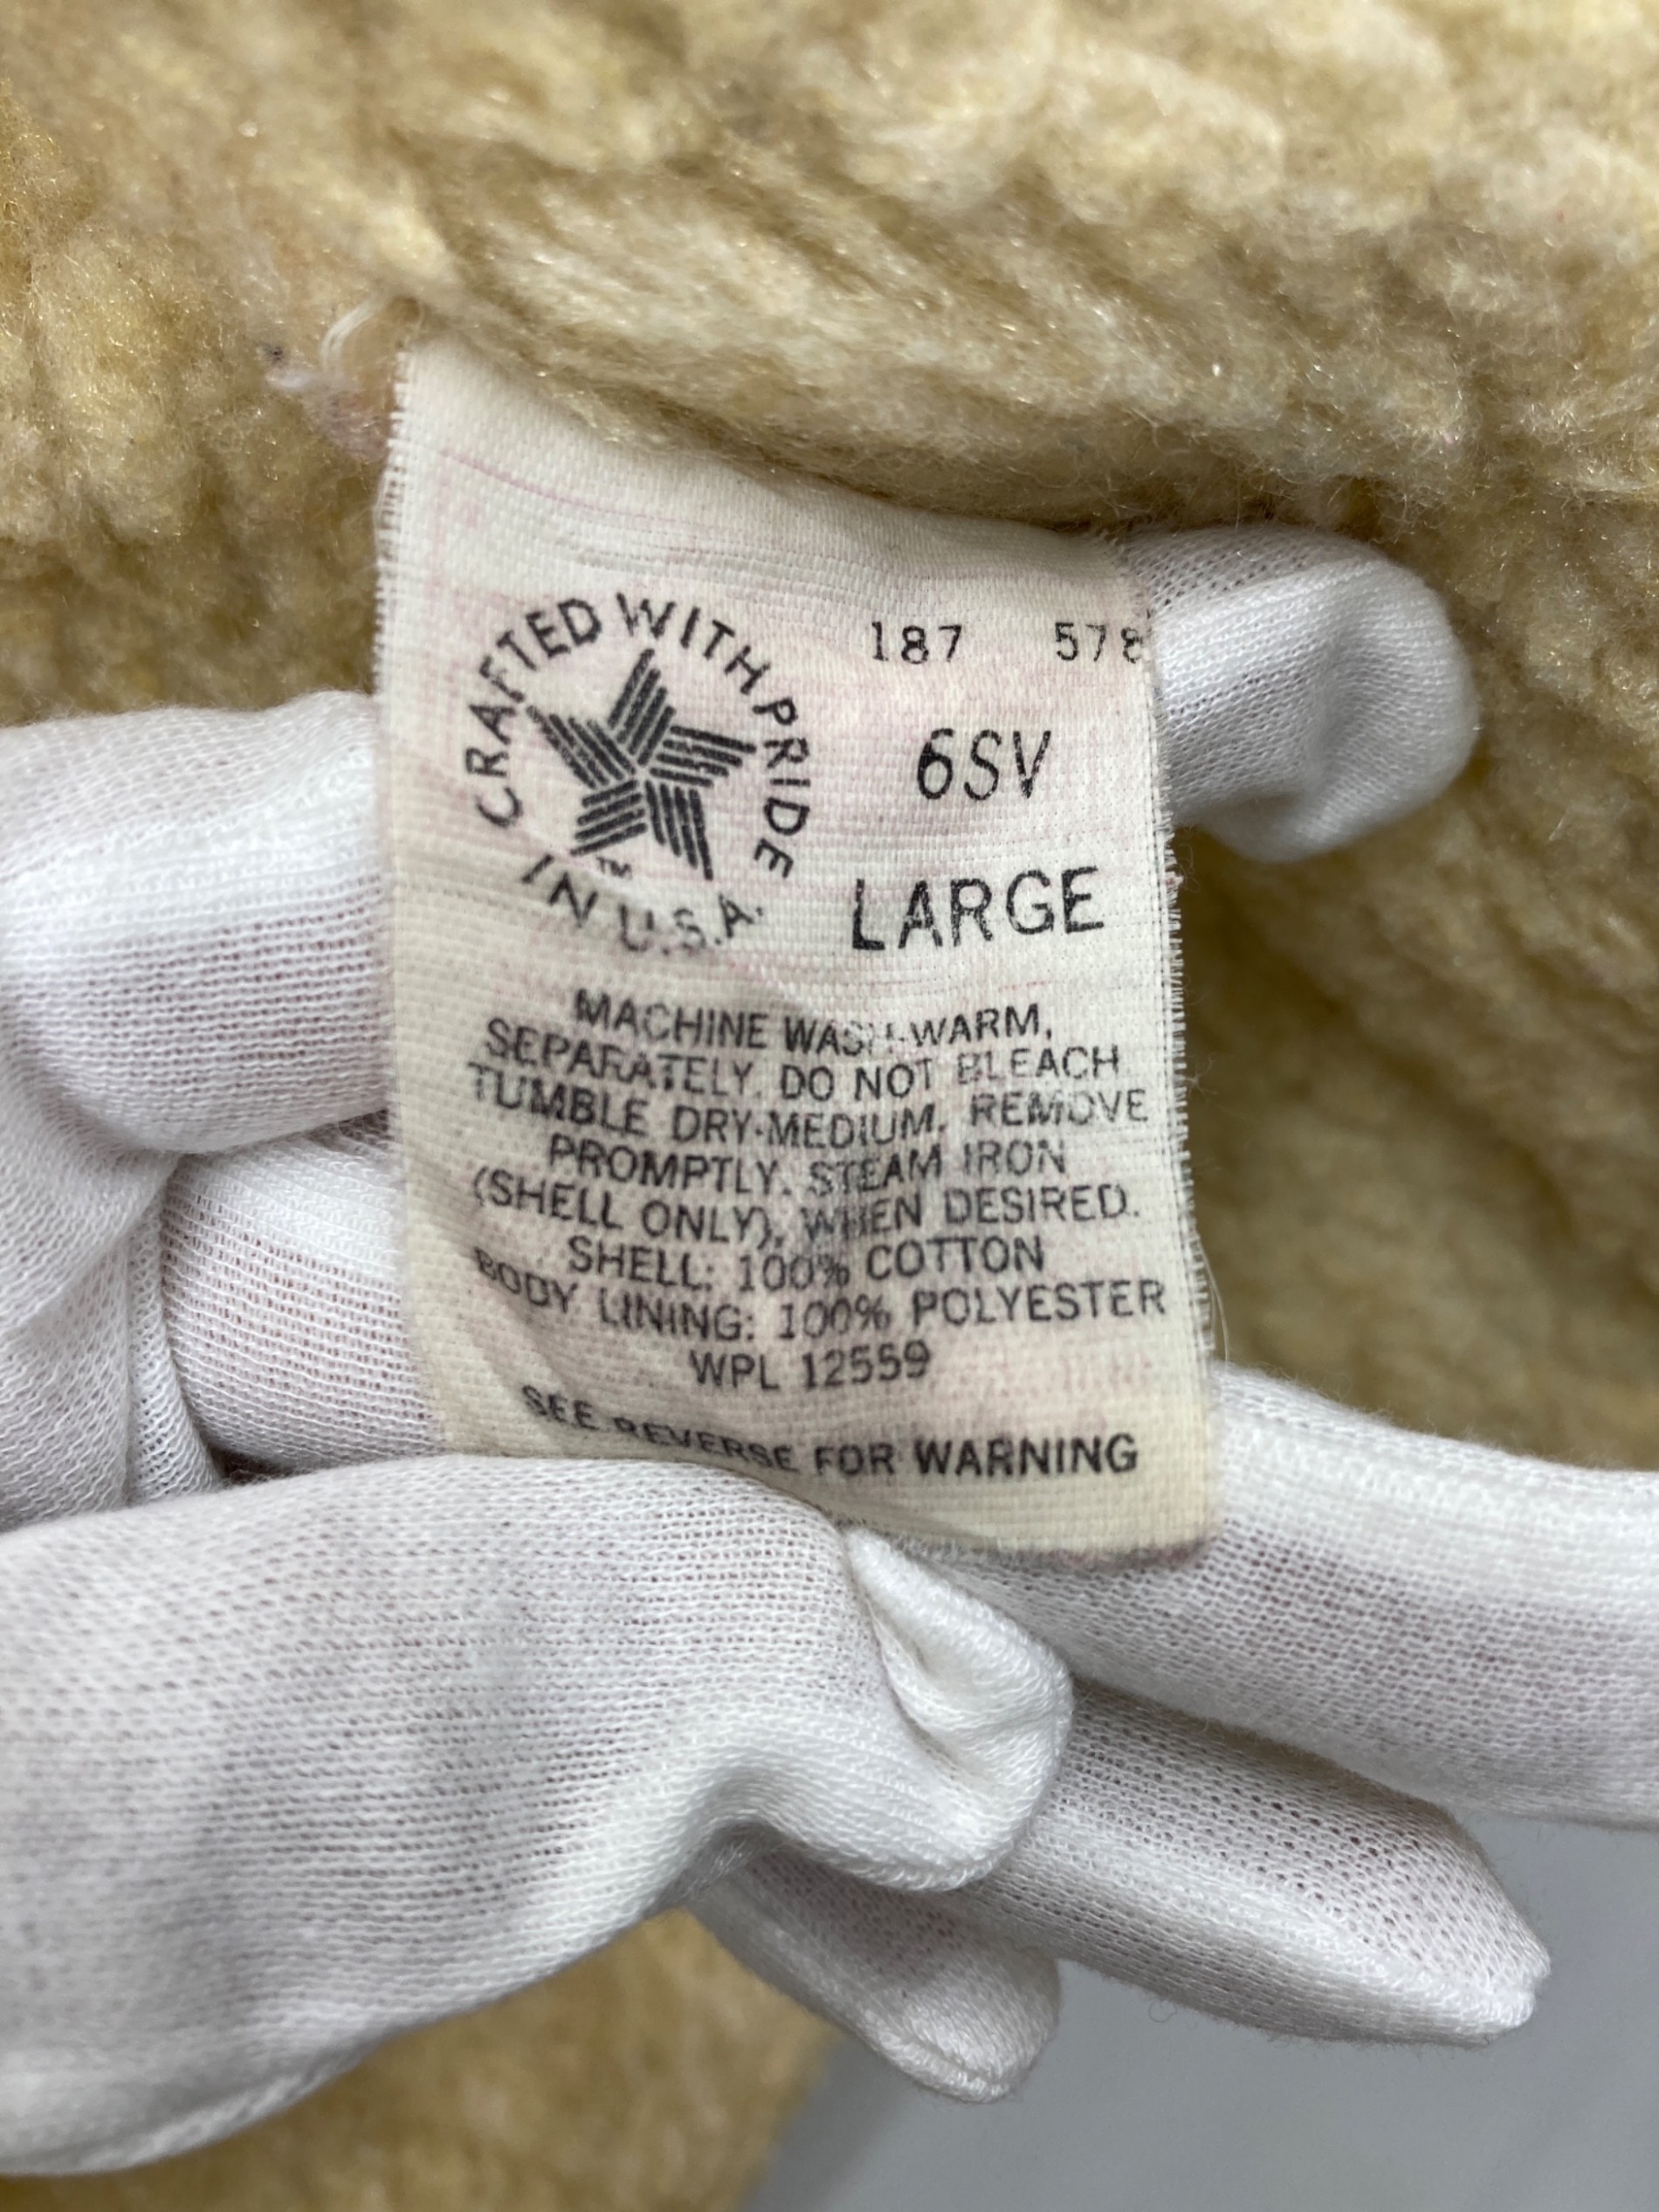 CRAFTED WITH PRIDE
IN U.S.A.
TM
187 578
6SV
LARGE
MACHINE WASH-WARM,
SEPARATELY. DO NOT BLEACH
TUMBLE DRY-MEDIUM. REMOVE
PROMPTLY. STEAM IRON
(SHELL ONLY), WHEN DESIRED.
SHELL: 100% COTTON
BODY LINING: 100% POLYESTER
WPL 12559
SEE REVERSE FOR WARNING